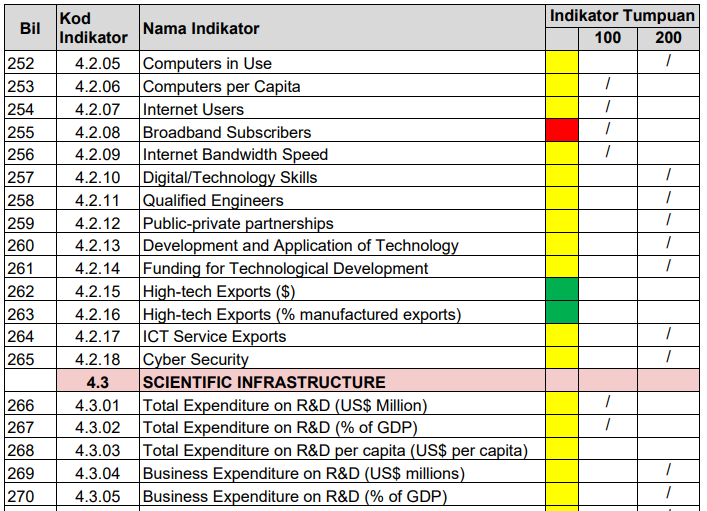 Bil Kod Indikator Nama Indikator Indikator Tumpuan
100 200
252 4.2.05 Computers in Use /
253 4.2.06 Computers per Capita /
254 4.2.07 Internet Users /
255 4.2.08 Broadband Subscribers /
256 4.2.09 Internet Bandwidth Speed /
257 4.2.10 Digital/Technology Skills /
258 4.2.11 Qualified Engineers /
259 4.2.12 Public-private partnerships /
260 4.2.13 Development and Application of Technology /
261 4.2.14 Funding for Technological Development /
262 4.2.15 High-tech Exports ($)
263 4.2.16 High-tech Exports (% manufactured exports)
264 4.2.17 ICT Service Exports /
265 4.2.18 Cyber Security /
4.3 SCIENTIFIC INFRASTRUCTURE
266 4.3.01 Total Expenditure on R&D (US$ Million) /
267 4.3.02 Total Expenditure on R&D (% of GDP) /
268 4.3.03 Total Expenditure on R&D per capita (US$ per capita)
269 4.3.04 Business Expenditure on R&D (US$ millions) /
270 4.3.05 Business Expenditure on R&D (% of GDP) /